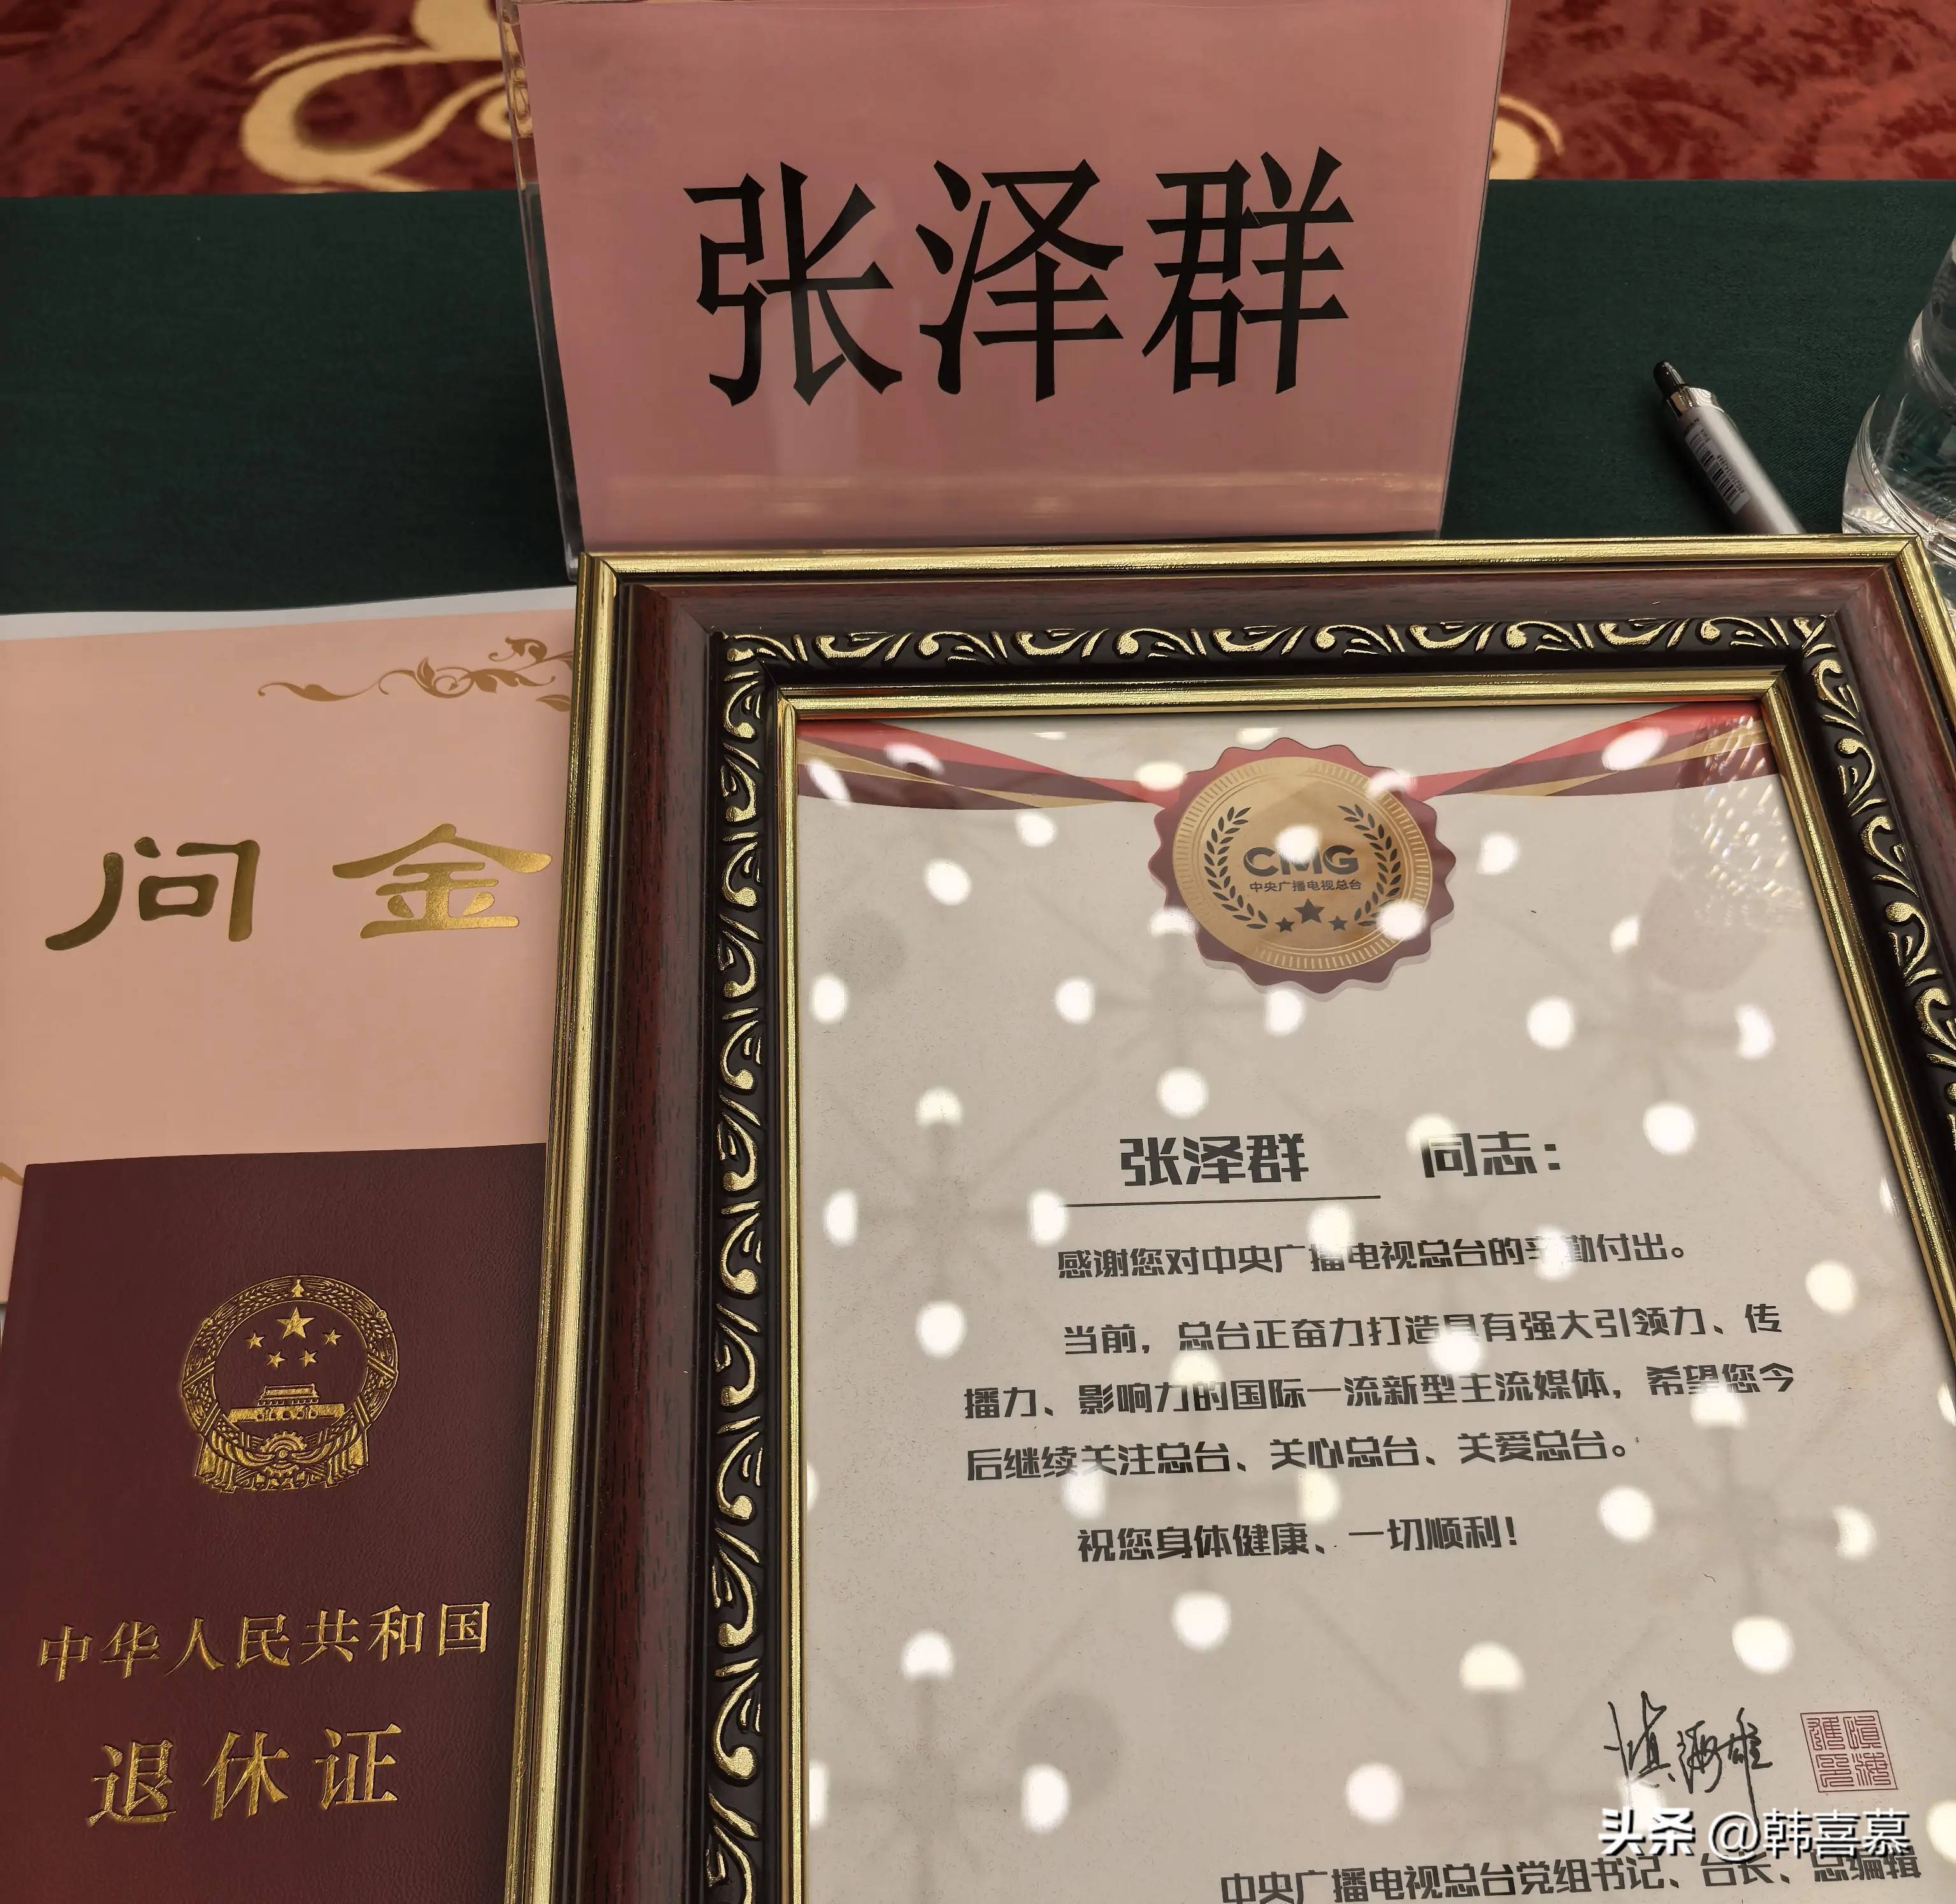 张泽群
问金
CMG
中央广播电视总台
张泽群 同志：
感谢您对中央广播电视总台的辛勤付出。
当前，总台正奋力打造具有强大引领力、传
播力、影响力的国际一流新型主流媒体，希望您今
后继续关注总台、关心总台、关爱总台。
祝您身体健康、一切顺利！
慎海雄
中央广播电视总台党组书记、台长、总编辑
中华人民共和国
退休证
头条 @韩喜慕